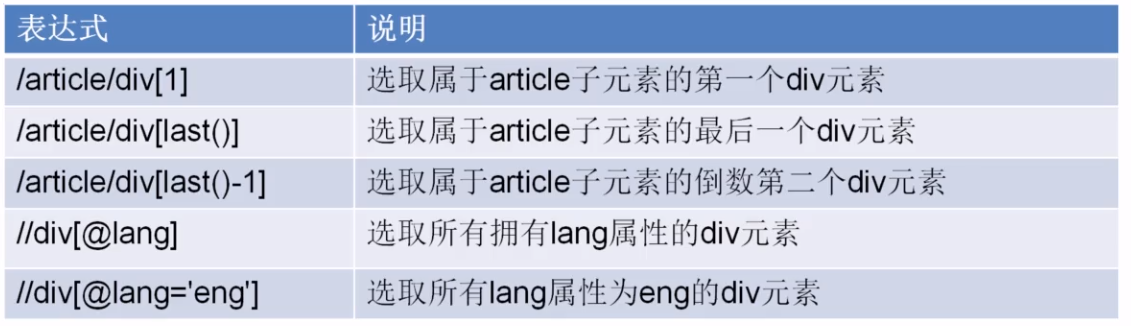 表达式 说明
/article/div[1] 选取属于article子元素的第一个div元素
/article/div[last()] 选取属于article子元素的最后一个div元素
/article/div[last()-1] 选取属于article子元素的倒数第二个div元素
//div[@lang] 选取所有拥有lang属性的div元素
//div[@lang='eng'] 选取所有lang属性为eng的div元素